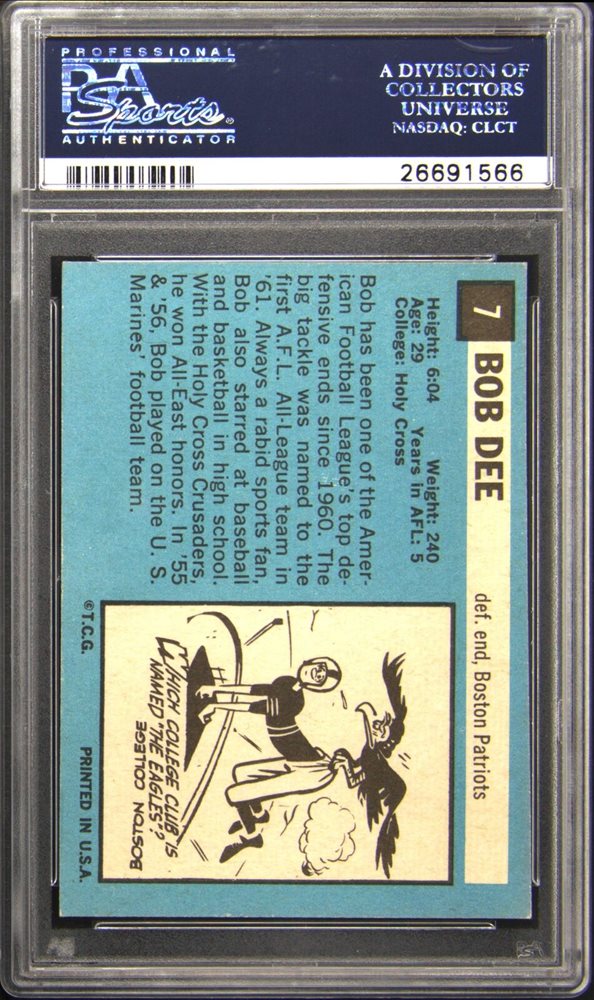 PROFESSIONAL
PSA
Sports
AUTHENTICATOR
A DIVISION OF
COLLECTORS
UNIVERSE
NASDAQ: CLCT
26691566
7
BOB DEE
def. end, Boston Patriots
Height: 6:04 Weight: 240
Age: 29 Years in AFL: 5
College: Holy Cross
Bob has been one of the Amer-
ican Football League's top de-
fensive ends since 1960. The
big tackle was named to the
first A.F.L. All-League team in
'61. Always a rabid sports fan,
Bob also starred at baseball
and basketball in high school.
With the Holy Cross Crusaders,
he won All-East honors. In '55
& '56, Bob played on the U. S.
Marines' football team.
WHICH COLLEGE CLUB IS
NAMED "THE EAGLES"?
BOSTON COLLEGE
©T.C.G.
PRINTED IN U.S.A.